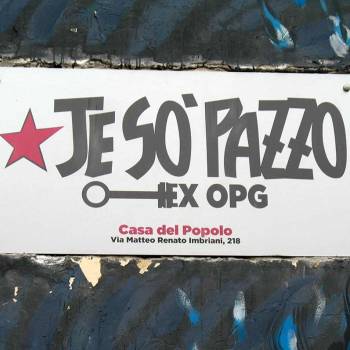 JE SO' PAZZO
EX OPG
Casa del Popolo
Via Matteo Renato Imbriani, 218